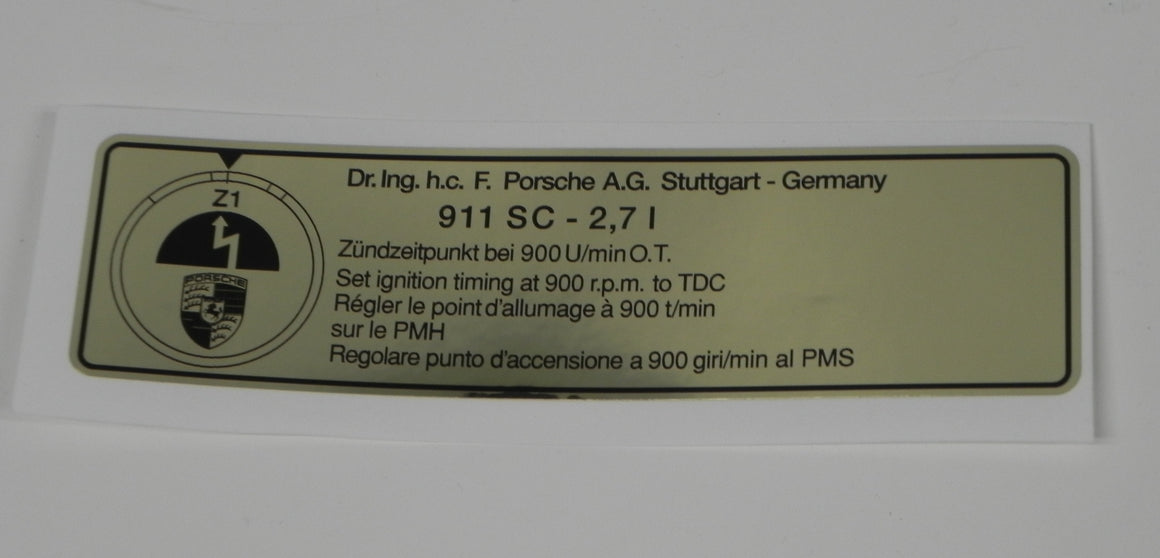 Dr. Ing. h.c. F. Porsche A.G. Stuttgart - Germany
911 SC - 2,7 l
Z1
PORSCHE
Zündzeitpunkt bei 900 U/min O.T.
Set ignition timing at 900 r.p.m. to TDC
Régler le point d'allumage à 900 t/min
sur le PMH
Regolare punto d'accensione a 900 giri/min al PMS